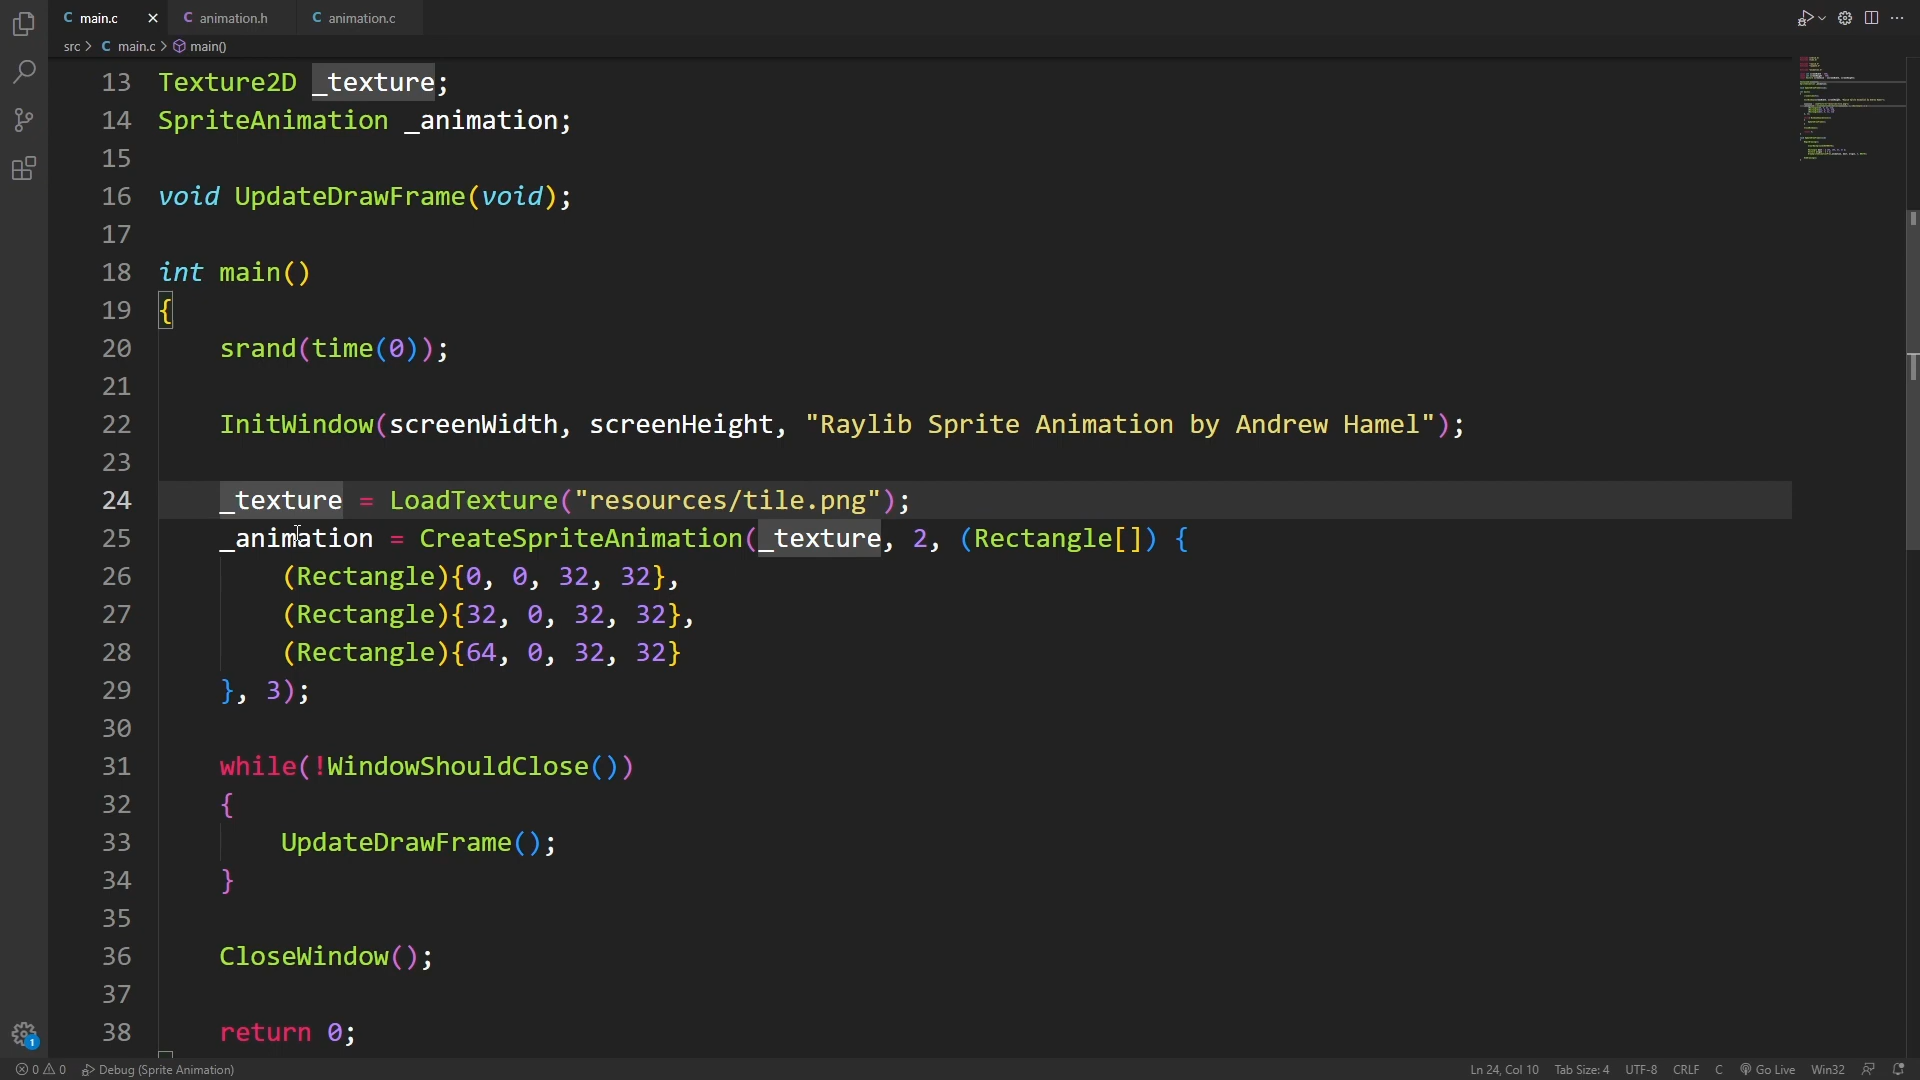 main.c
animation.h
animation.c
src > main.c > main()
13 Texture2D _texture;
14 SpriteAnimation _animation;
15
16 void UpdateDrawFrame(void);
17
18 int main()
19 {
20 srand(time(0));
21
22 InitWindow(screenWidth, screenHeight, "Raylib Sprite Animation by Andrew Hamel");
23
24 _texture = LoadTexture("resources/tile.png");
25 _animation = CreateSpriteAnimation(_texture, 2, (Rectangle[]) {
26 (Rectangle){0, 0, 32, 32},
27 (Rectangle){32, 0, 32, 32},
28 (Rectangle){64, 0, 32, 32}
29 }, 3);
30
31 while(!WindowShouldClose())
32 {
33 UpdateDrawFrame();
34 }
35
36 CloseWindow();
37
38 return 0;
1
0 0 Debug (Sprite Animation) Ln 24, Col 10 Tab Size: 4 UTF-8 CRLF C Go Live Win32